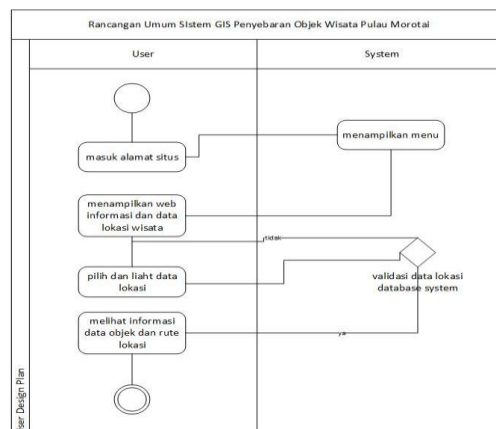 Rancangan Umum SIstem GIS Penyebaran Objek Wisata Pulau Morotai
User
System
masuk alamat situs
menampilkan menu
menampilkan web
informasi dan data
lokasi wisata
tidak
pilih dan liaht data
lokasi
validasi data lokasi
database system
melihat informasi
data objek dan rute
lokasi
ya
User Design Plan